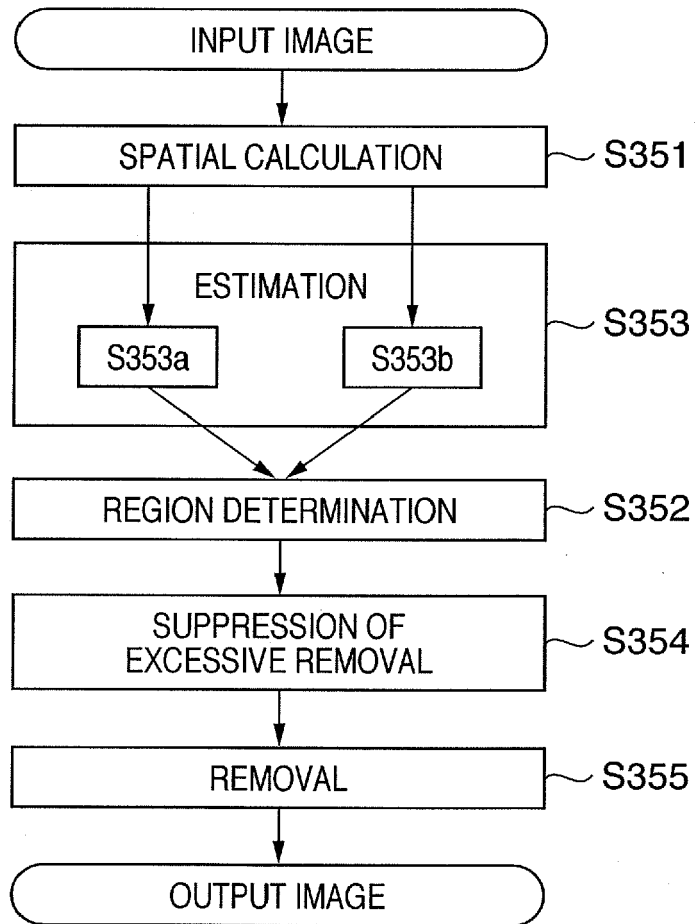 INPUT IMAGE
SPATIAL CALCULATION
S351
ESTIMATION
S353
S353a
S353b
REGION DETERMINATION
S352
SUPPRESSION OF
EXCESSIVE REMOVAL
S354
REMOVAL
S355
OUTPUT IMAGE